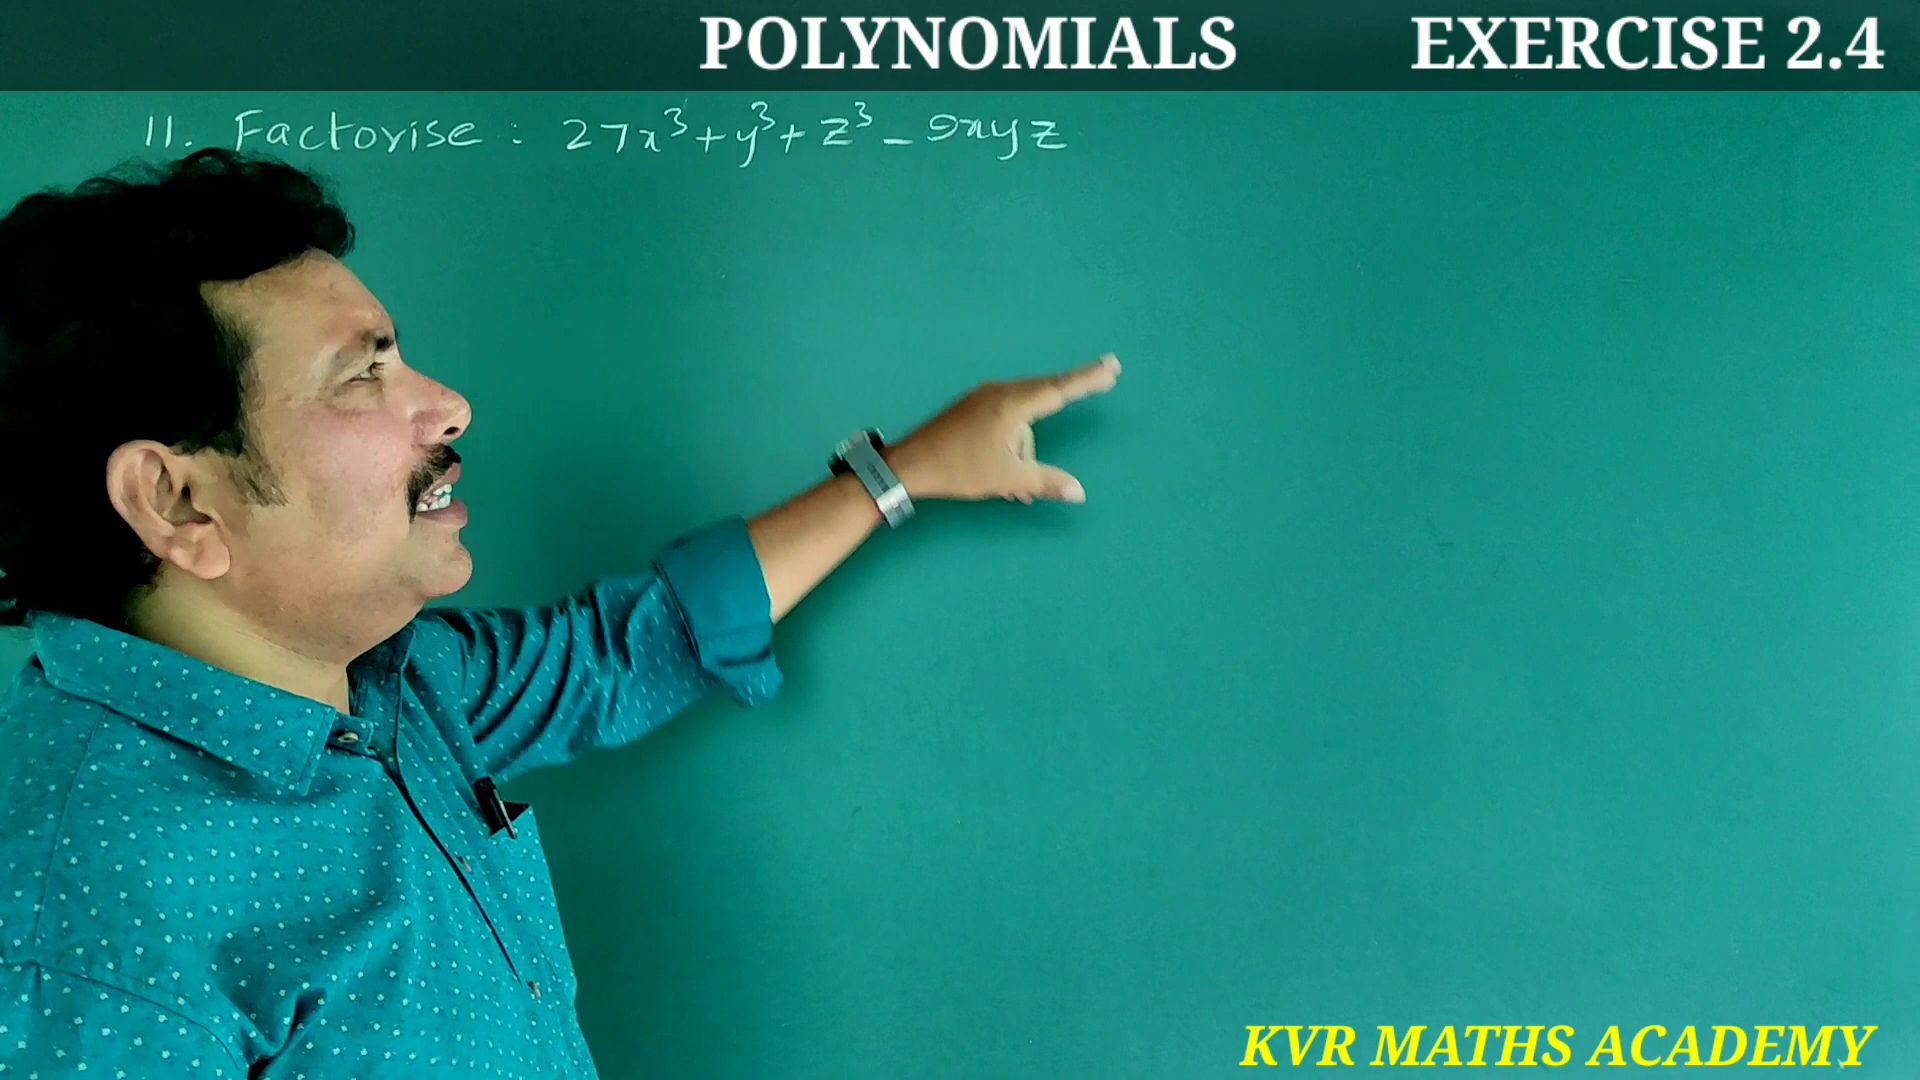 POLYNOMIALS EXERCISE 2.4
11. Factorise : 27x³+y³+z³-9xyz
KVR MATHS ACADEMY